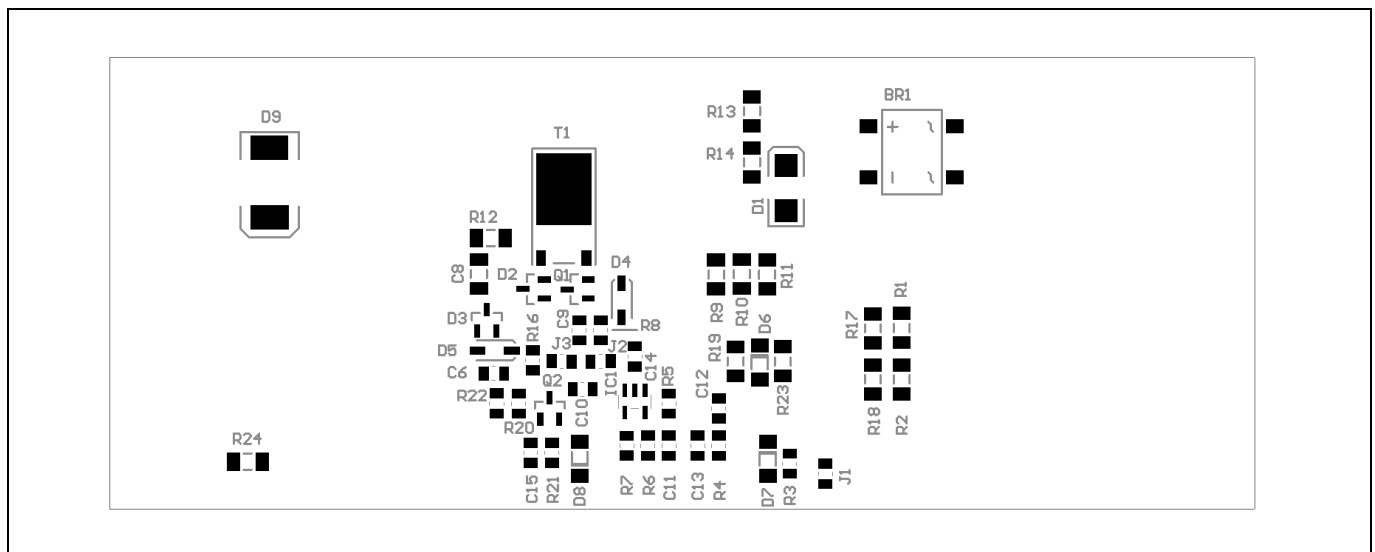 BR1
R13
D9
+ ~
T1
R14
− ~
D1
R12
D4
C8
D2
Q1
R11
R9
R10
R1
D3
R16
C9
R8
D6
R17
D5
J3
J2
R19
C6
Q2
IC1
C14
R5
C12
R23
R22
C10
R18
R2
R20
R24
C15
R21
D8
R7
R6
C11
C13
R4
D7
R3
J1